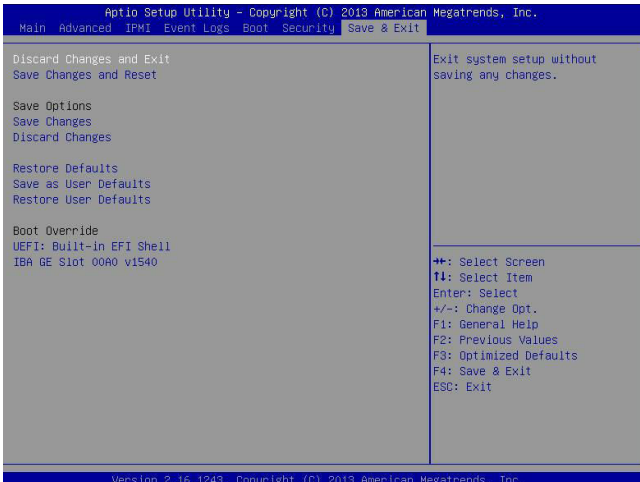 Aptio Setup Utility – Copyright (C) 2013 American Megatrends, Inc.
Main Advanced IPMI Event Logs Boot Security Save & Exit
Discard Changes and Exit
Save Changes and Reset
Save Options
Save Changes
Discard Changes
Restore Defaults
Save as User Defaults
Restore User Defaults
Boot Override
UEFI: Built-in EFI Shell
IBA GE Slot 00A0 v1540
Exit system setup without
saving any changes.
→←: Select Screen
↑↓: Select Item
Enter: Select
+/-: Change Opt.
F1: General Help
F2: Previous Values
F3: Optimized Defaults
F4: Save & Exit
ESC: Exit
Version 2.16.1243. Copyright (C) 2013 American Megatrends, Inc.